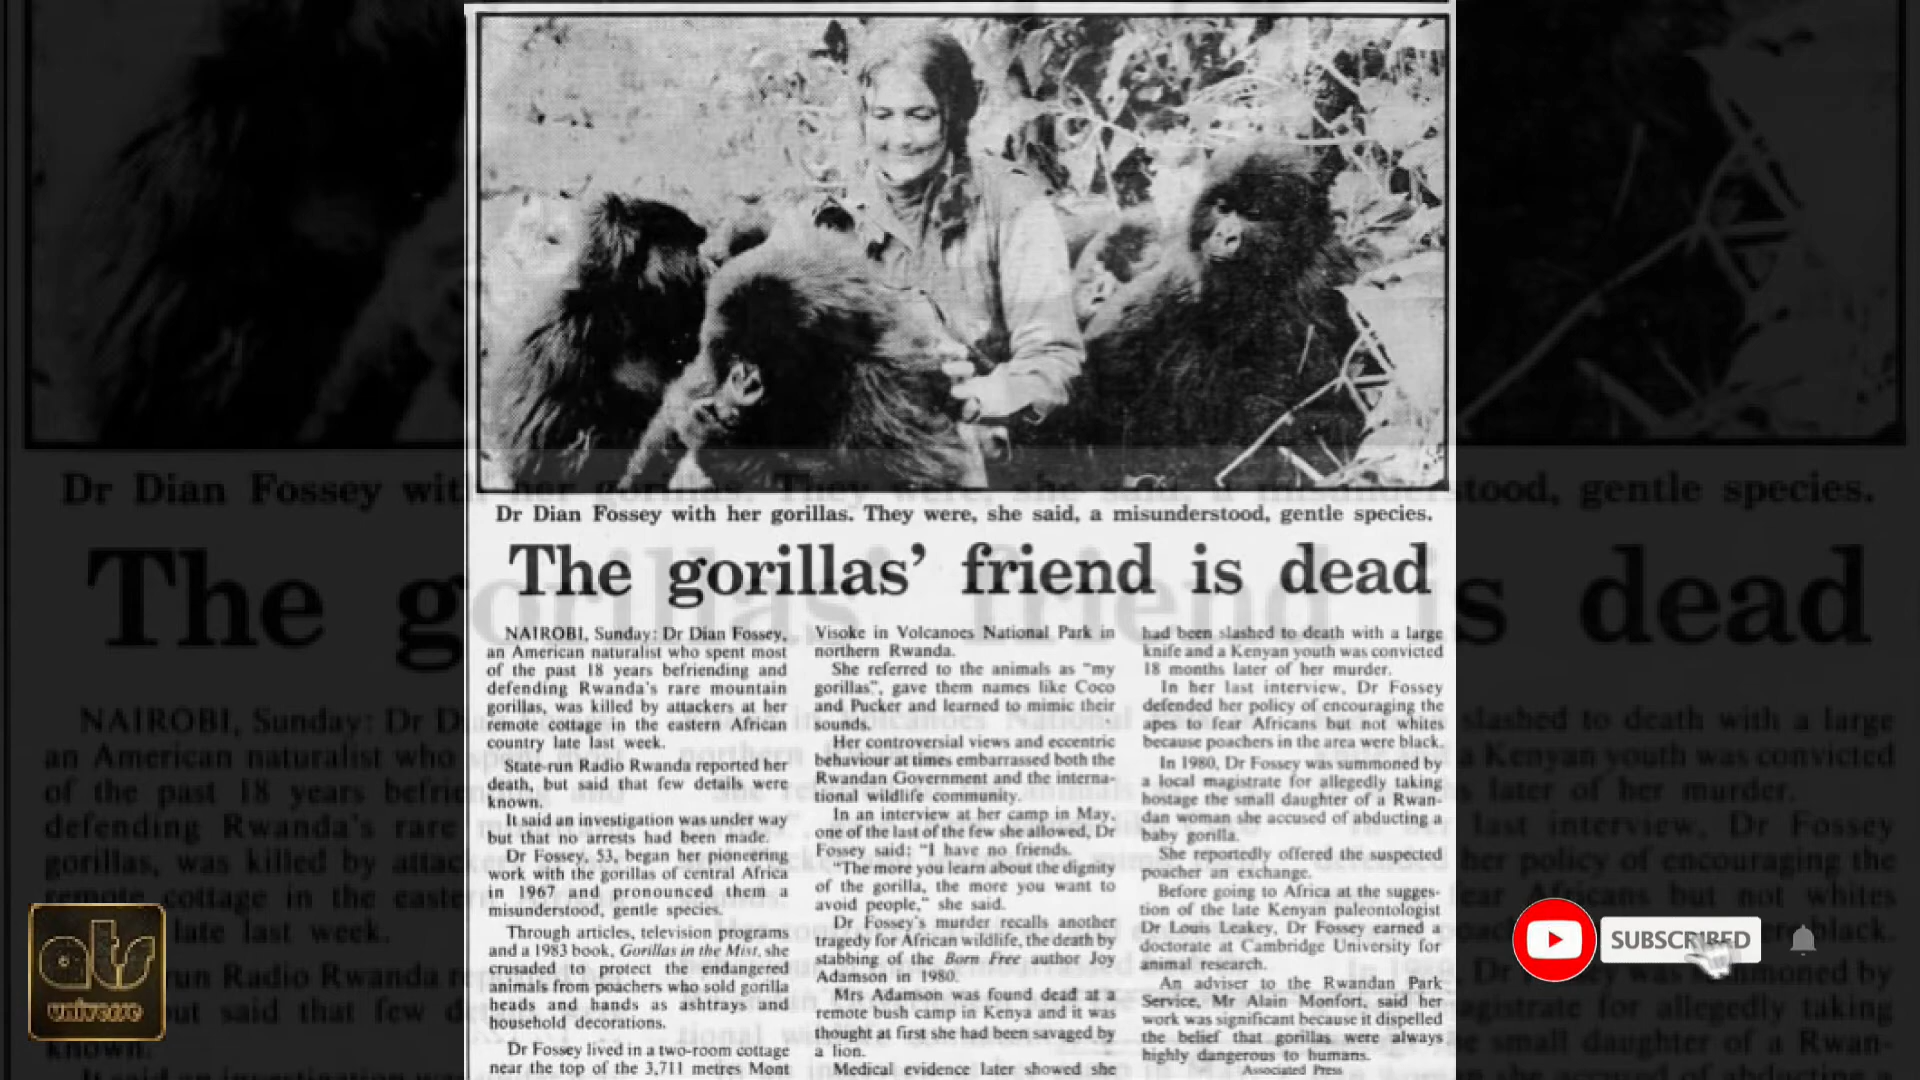 Dr Dian Fossey with her gorillas. They were, she said, a misunderstood, gentle species.
The gorillas' friend is dead
NAIROBI, Sunday: Dr Dian Fossey,
an American naturalist who spent most
of the past 18 years befriending and
defending Rwanda's rare mountain
gorillas, was killed by attackers at her
remote cottage in the eastern African
country late last week.
State-run Radio Rwanda reported her
death, but said that few details were
known.
It said an investigation was under way
but that no arrests had been made.
Dr Fossey, 53, began her pioneering
work with the gorillas of central Africa
in 1967 and pronounced them a
misunderstood, gentle species.
Through articles, television programs
and a 1983 book, Gorillas in the Mist, she
crusaded to protect the endangered
animals from poachers who sold gorilla
heads and hands as ashtrays and
household decorations.
Dr Fossey lived in a two-room cottage
near the top of the 3,711 metres Mont
Visoke in Volcanoes National Park in
northern Rwanda.
She referred to the animals as "my
gorillas", gave them names like Coco
and Pucker and learned to mimic their
sounds.
Her controversial views and eccentric
behaviour at times embarrassed both the
Rwandan Government and the interna-
tional wildlife community.
In an interview at her camp in May,
one of the last of the few she allowed, Dr
Fossey said: "I have no friends.
"The more you learn about the dignity
of the gorilla, the more you want to
avoid people," she said.
Dr Fossey's murder recalls another
tragedy for African wildlife, the death by
stabbing of the Born Free author Joy
Adamson in 1980.
Mrs Adamson was found dead at a
remote bush camp in Kenya and it was
thought at first she had been savaged by
a lion.
Medical evidence later showed she
had been slashed to death with a large
knife and a Kenyan youth was convicted
18 months later of her murder.
In her last interview, Dr Fossey
defended her policy of encouraging the
apes to fear Africans but not whites
because poachers in the area were black.
In 1980, Dr Fossey was summoned by
a local magistrate for allegedly taking
hostage the small daughter of a Rwan-
dan woman she accused of abducting a
baby gorilla.
She reportedly offered the suspected
poacher an exchange.
Before going to Africa at the sugges-
tion of the late Kenyan paleontologist
Dr Louis Leakey, Dr Fossey earned a
doctorate at Cambridge University for
animal research.
An adviser to the Rwandan Park
Service, Mr Alain Monfort, said her
work was significant because it dispelled
the belief that gorillas were always
highly dangerous to humans.
Associated Press
ats
universe
SUBSCRIBED